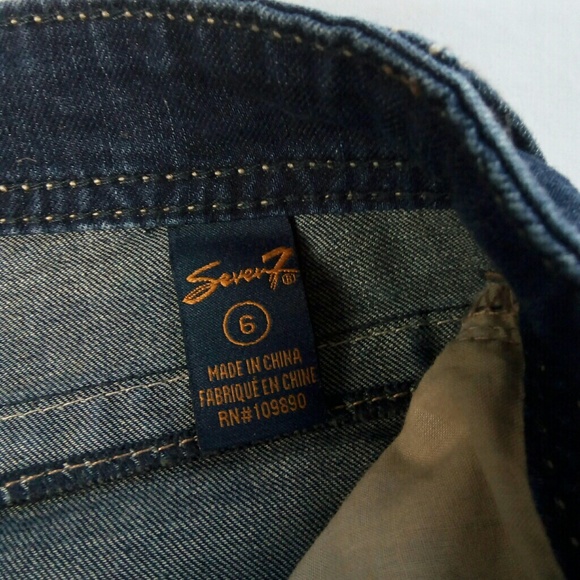 Seven7
6
MADE IN CHINA
FABRIQUÉ EN CHINE
RN#109890